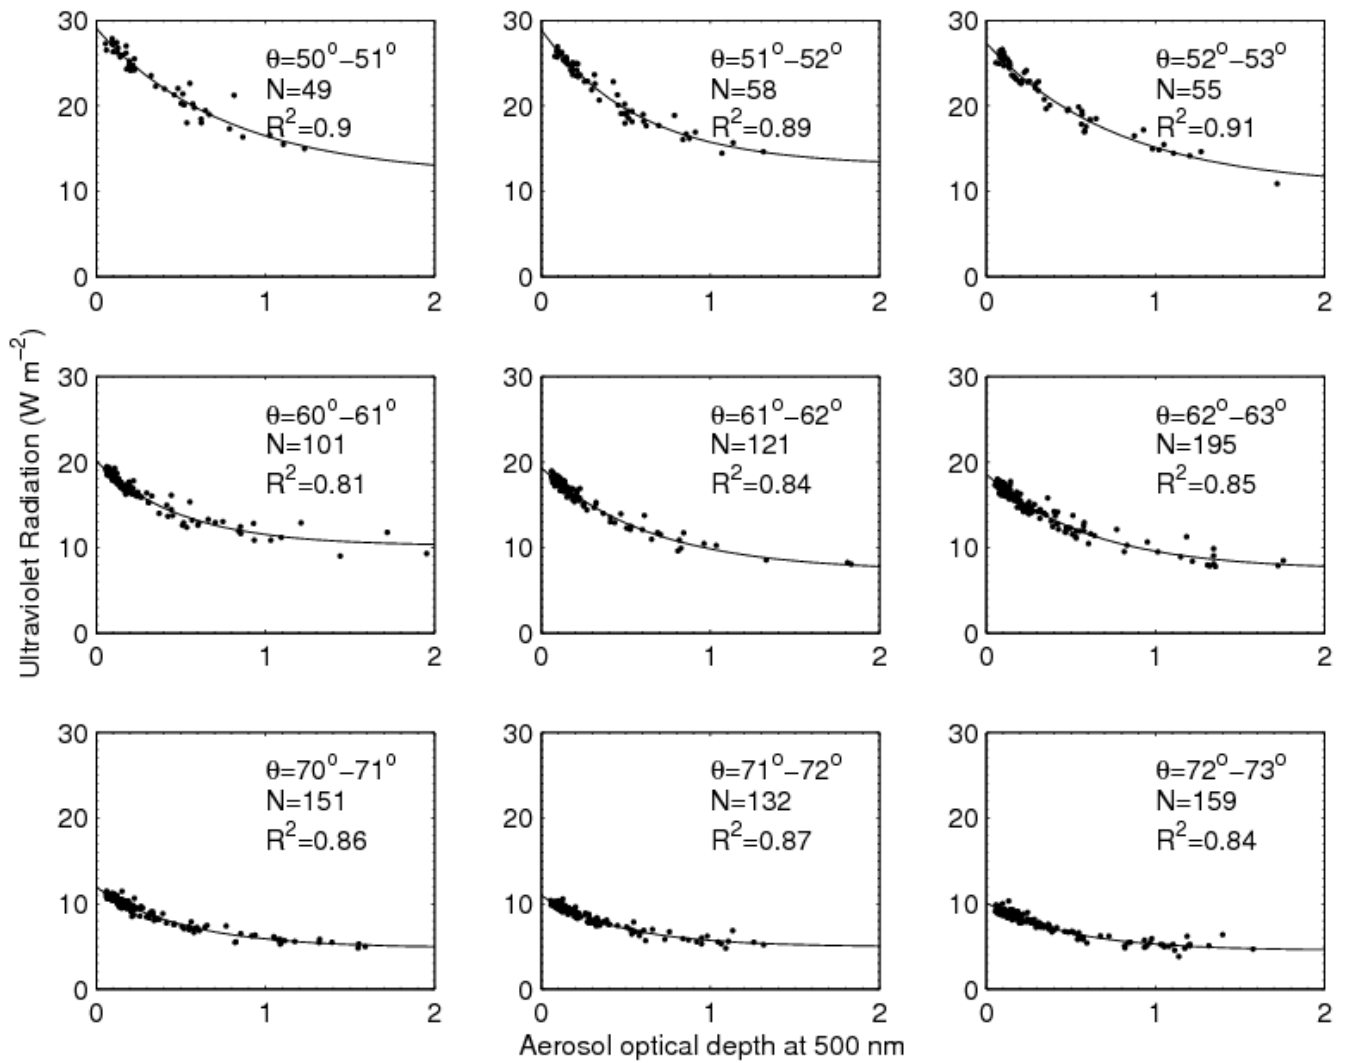 30
20
10
0
0 1 2
θ=50°−51°
N=49
R²=0.9
30
20
10
0
0 1 2
θ=51°−52°
N=58
R²=0.89
30
20
10
0
0 1 2
θ=52°−53°
N=55
R²=0.91
Ultraviolet Radiation (W m⁻²)
30
20
10
0
0 1 2
θ=60°−61°
N=101
R²=0.81
30
20
10
0
0 1 2
θ=61°−62°
N=121
R²=0.84
30
20
10
0
0 1 2
θ=62°−63°
N=195
R²=0.85
30
20
10
0
0 1 2
θ=70°−71°
N=151
R²=0.86
30
20
10
0
0 1 2
θ=71°−72°
N=132
R²=0.87
30
20
10
0
0 1 2
θ=72°−73°
N=159
R²=0.84
Aerosol optical depth at 500 nm